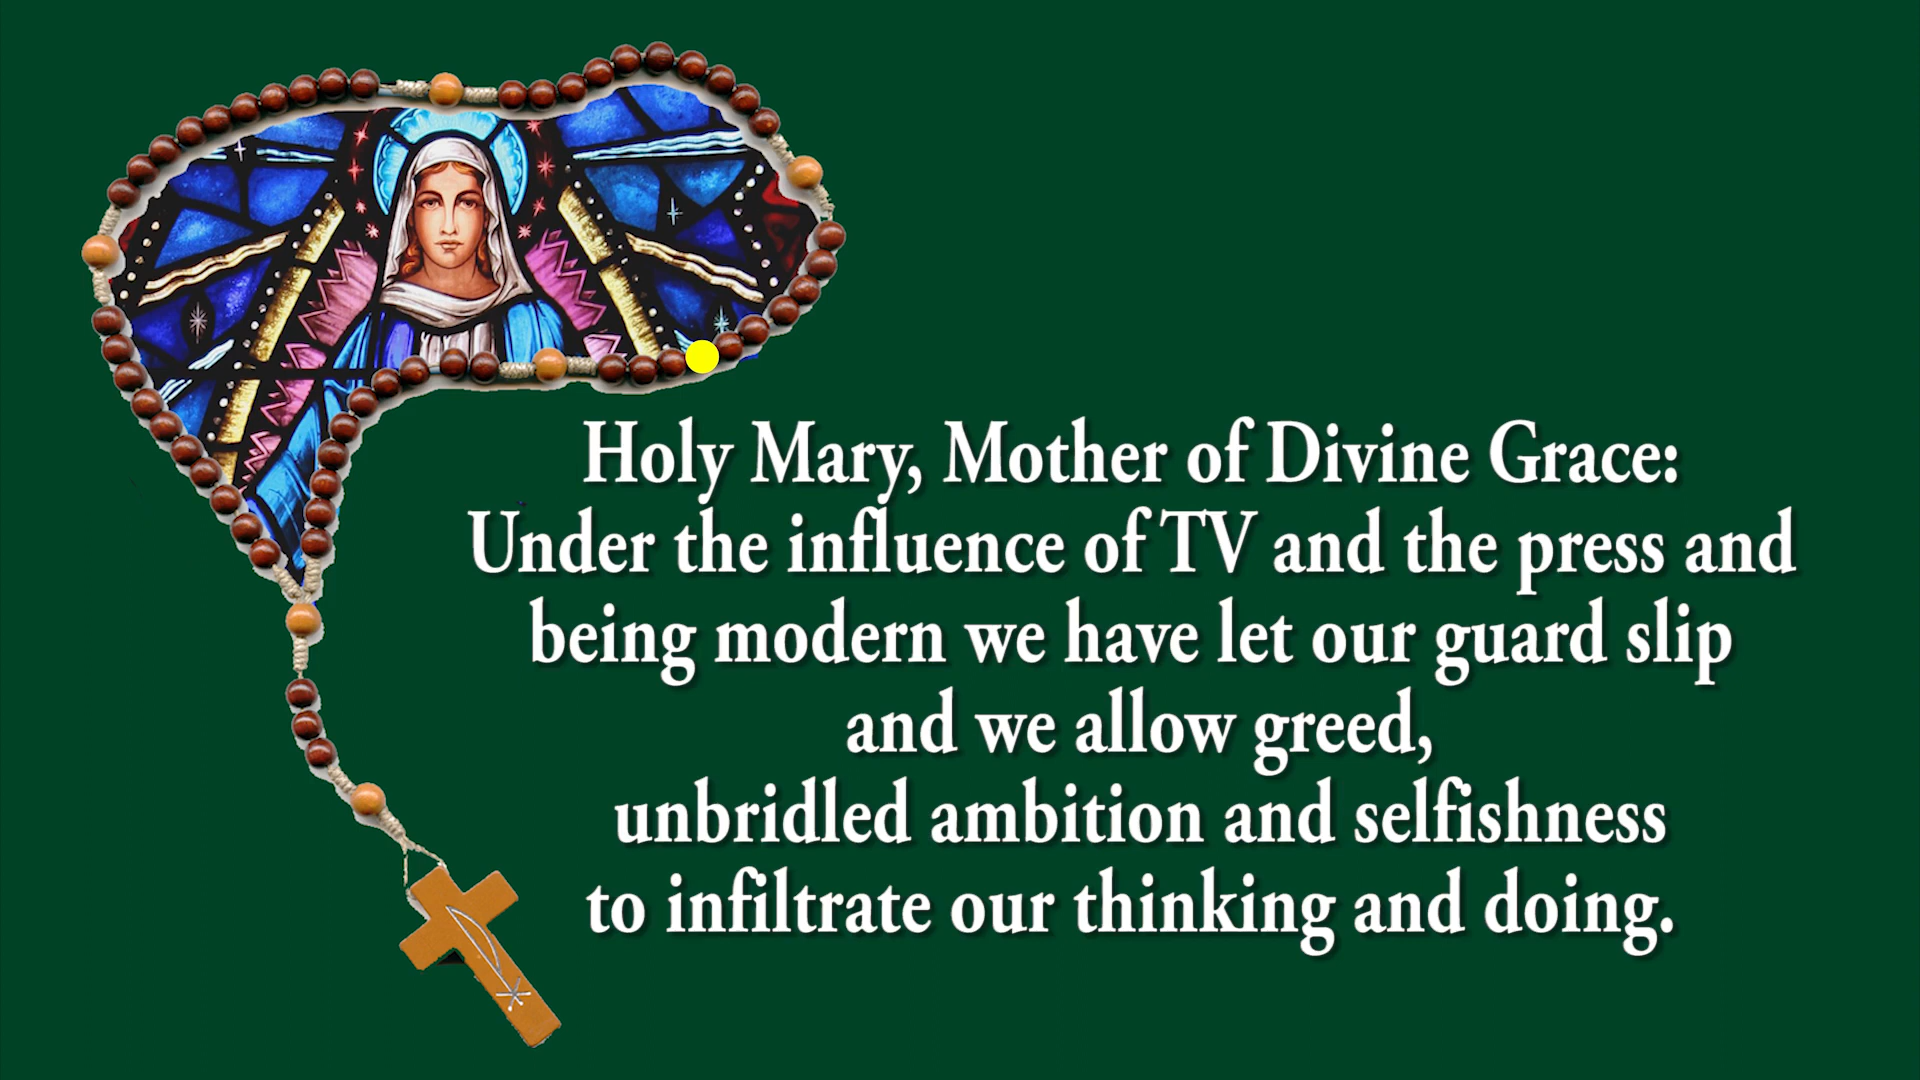 Holy Mary, Mother of Divine Grace:
Under the influence of TV and the press and
being modern we have let our guard slip
and we allow greed,
unbridled ambition and selfishness
to infiltrate our thinking and doing.